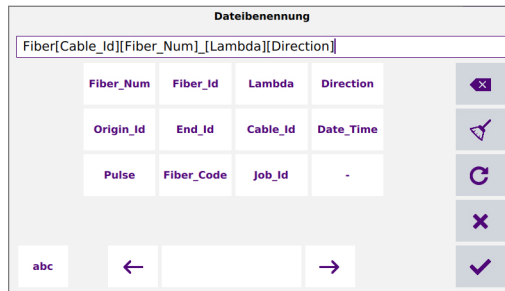 Dateibenennung
Fiber[Cable_Id][Fiber_Num]_[Lambda][Direction]
Fiber_Num Fiber_Id Lambda Direction
Origin_Id End_Id Cable_Id Date_Time
Pulse Fiber_Code Job_Id -
abc